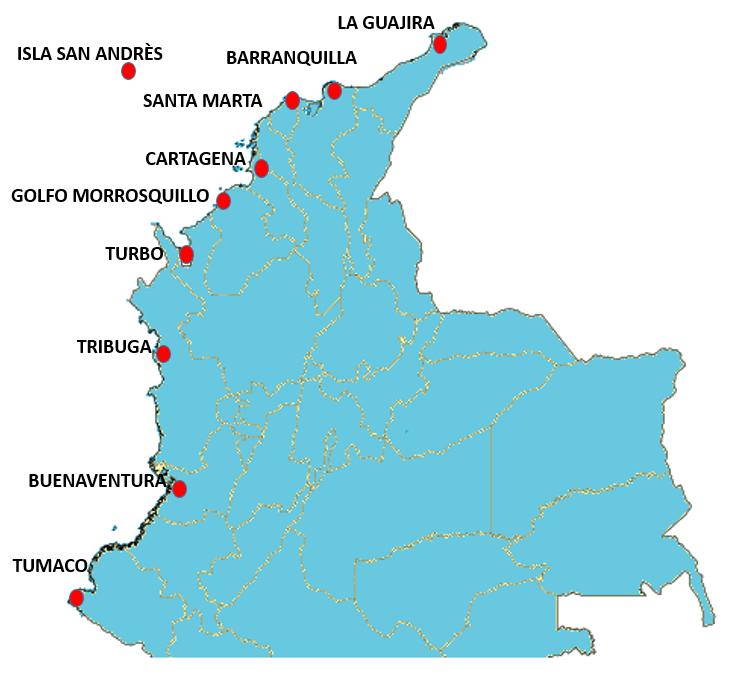 LA GUAJIRA
ISLA SAN ANDRÈS
BARRANQUILLA
SANTA MARTA
CARTAGENA
GOLFO MORROSQUILLO
TURBO
TRIBUGA
BUENAVENTURA
TUMACO